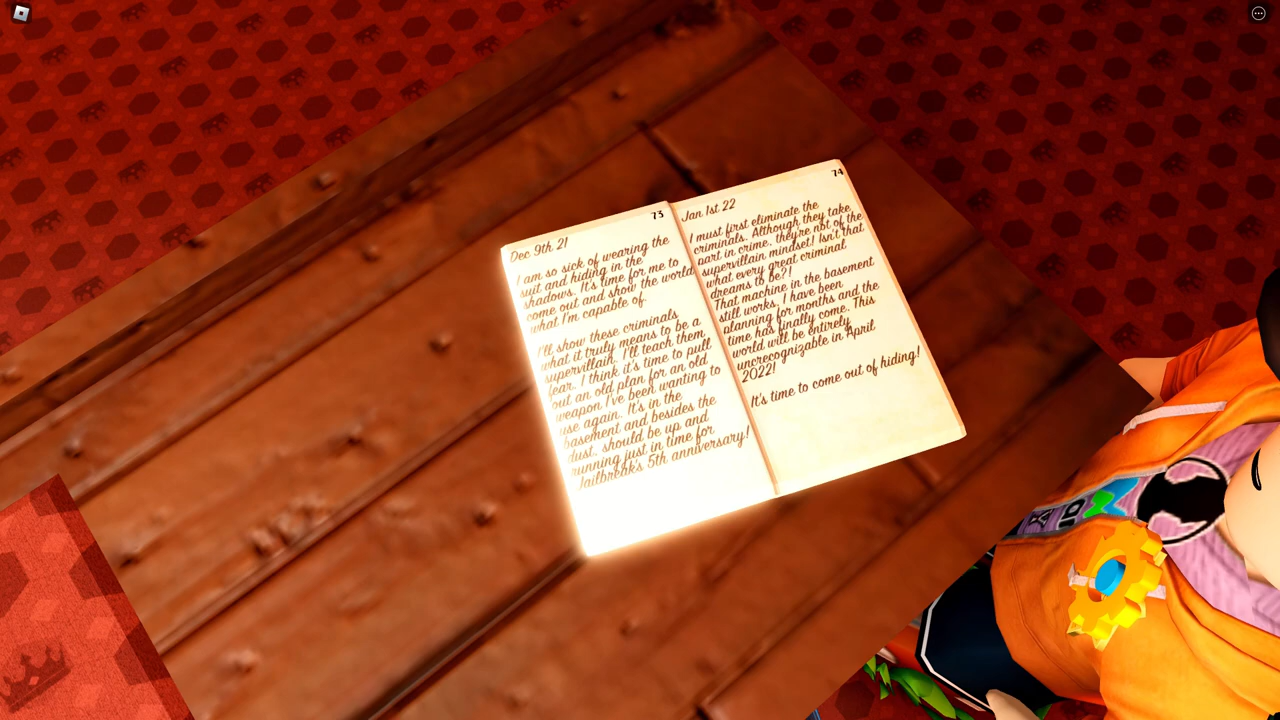 73
Dec 9th 21
I am so sick of wearing the
suit and hiding in the
shadows. It's time for me to
come out and show the world
what I'm capable of.
I'll show these criminals
what it truly means to be a
supervillain. I'll teach them
fear. I think it's time to pull
out an old plan for an old
weapon I've been wanting to
use again. It's in the
basement and besides the
dust, should be up and
running just in time for
Jailbreak's 5th anniversary!
74
Jan 1st 22
I must first eliminate the
criminals. Although they take
part in crime, they're not of the
supervillain mindset! Isn't that
what every great criminal
dreams to be?!
That machine in the basement
still works. I have been
planning for months and the
time has finally come. This
world will be entirely
uncrecognizable in April
2022!
It's time to come out of hiding!